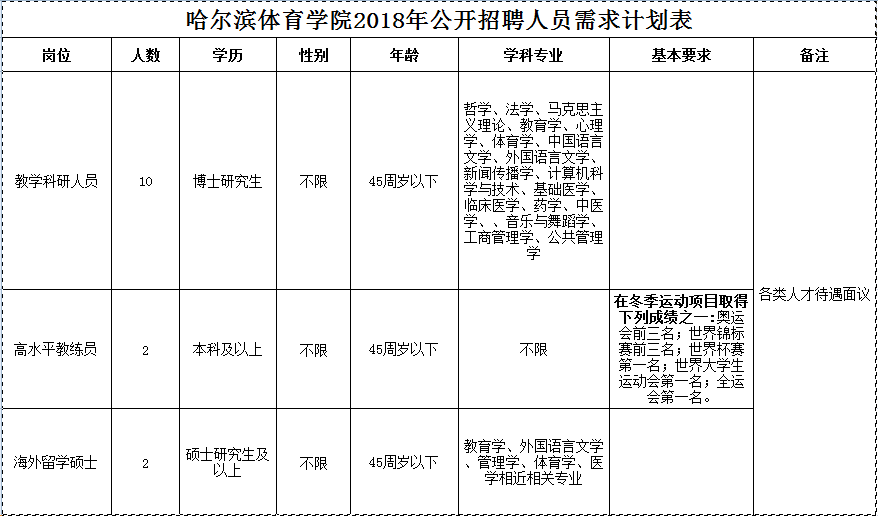 哈尔滨体育学院2018年公开招聘人员需求计划表
岗位 人数 学历 性别 年龄 学科专业 基本要求 备注
教学科研人员 10 博士研究生 不限 45周岁以下
哲学、法学、马克思主
义理论、教育学、心理
学、体育学、中国语言
文学、外国语言文学、
新闻传播学、计算机科
学与技术、基础医学、
临床医学、药学、中医
学、、音乐与舞蹈学、
工商管理学、公共管理
学
高水平教练员 2 本科及以上 不限 45周岁以下 不限
在冬季运动项目取得
下列成绩之一:奥运
会前三名；世界锦标
赛前三名；世界杯赛
第一名；世界大学生
运动会第一名；全运
会第一名。
海外留学硕士 2
硕士研究生及
以上
不限 45周岁以下
教育学、外国语言文学
、管理学、体育学、医
学相近相关专业
各类人才待遇面议